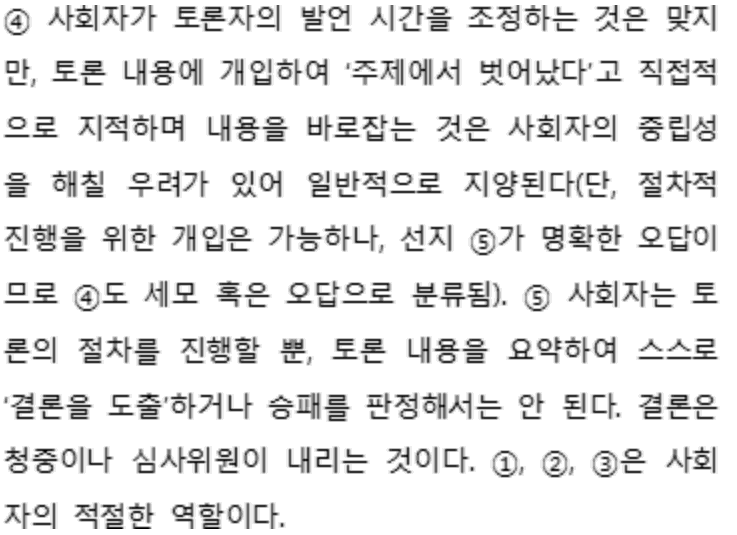 ④ 사회자가 토론자의 발언 시간을 조정하는 것은 맞지
만, 토론 내용에 개입하여 ‘주제에서 벗어났다’고 직접적
으로 지적하며 내용을 바로잡는 것은 사회자의 중립성
을 해칠 우려가 있어 일반적으로 지양된다(단, 절차적
진행을 위한 개입은 가능하나, 선지 ⑤가 명확한 오답이
므로 ④도 세모 혹은 오답으로 분류됨). ⑤ 사회자는 토
론의 절차를 진행할 뿐, 토론 내용을 요약하여 스스로
‘결론을 도출’하거나 승패를 판정해서는 안 된다. 결론은
청중이나 심사위원이 내리는 것이다. ①, ②, ③은 사회
자의 적절한 역할이다.